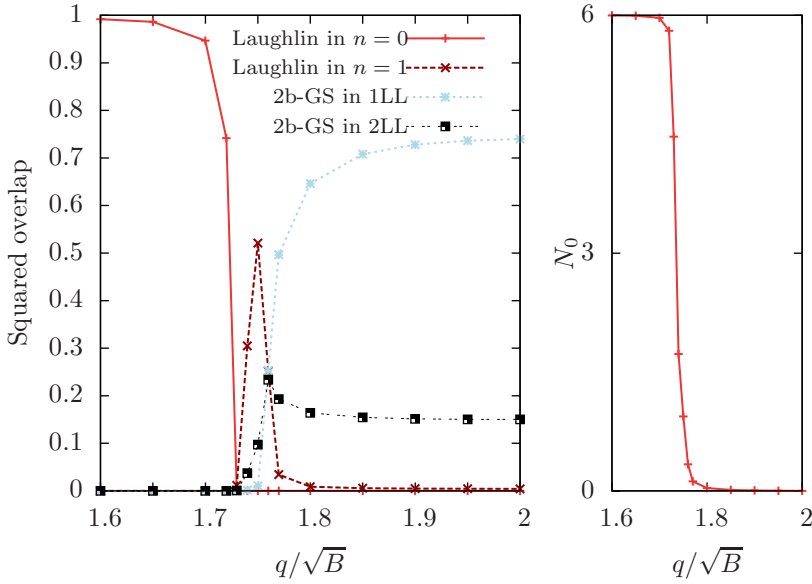 Squared overlap
1
0.9
0.8
0.7
0.6
0.5
0.4
0.3
0.2
0.1
0
1.6 1.7 1.8 1.9 2
q/√B
Laughlin in n = 0
Laughlin in n = 1
2b-GS in 1LL
2b-GS in 2LL
N₀
6
3
0
1.6 1.8 2
q/√B